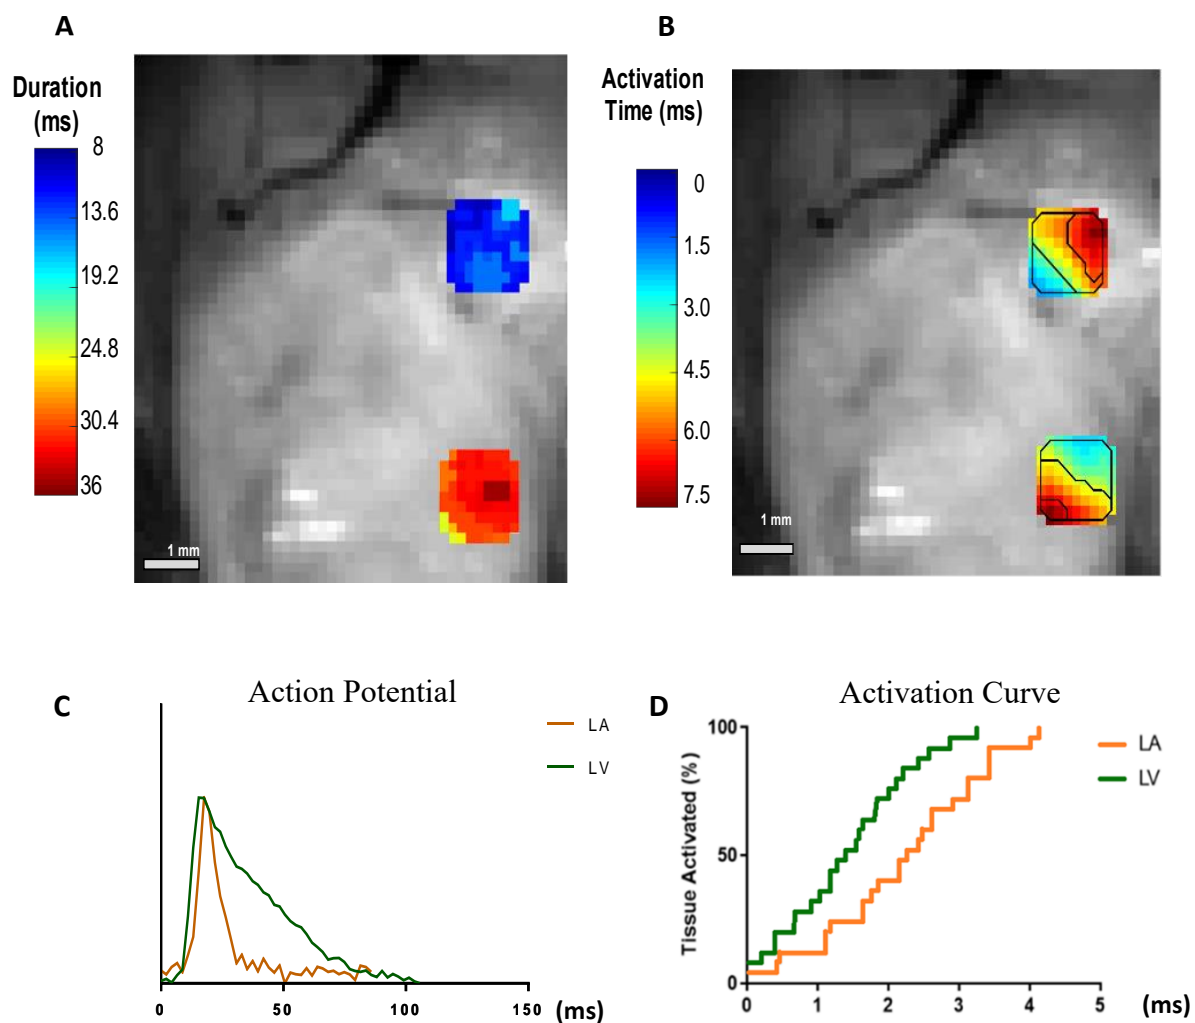 A
B
Duration
(ms)
8
13.6
19.2
24.8
30.4
36
1 mm
Activation
Time (ms)
0
1.5
3.0
4.5
6.0
7.5
1 mm
C
Action Potential
LA
LV
0
50
100
150
(ms)
D
Activation Curve
Tissue Activated (%)
100
50
0
LA
LV
0
1
2
3
4
5
(ms)